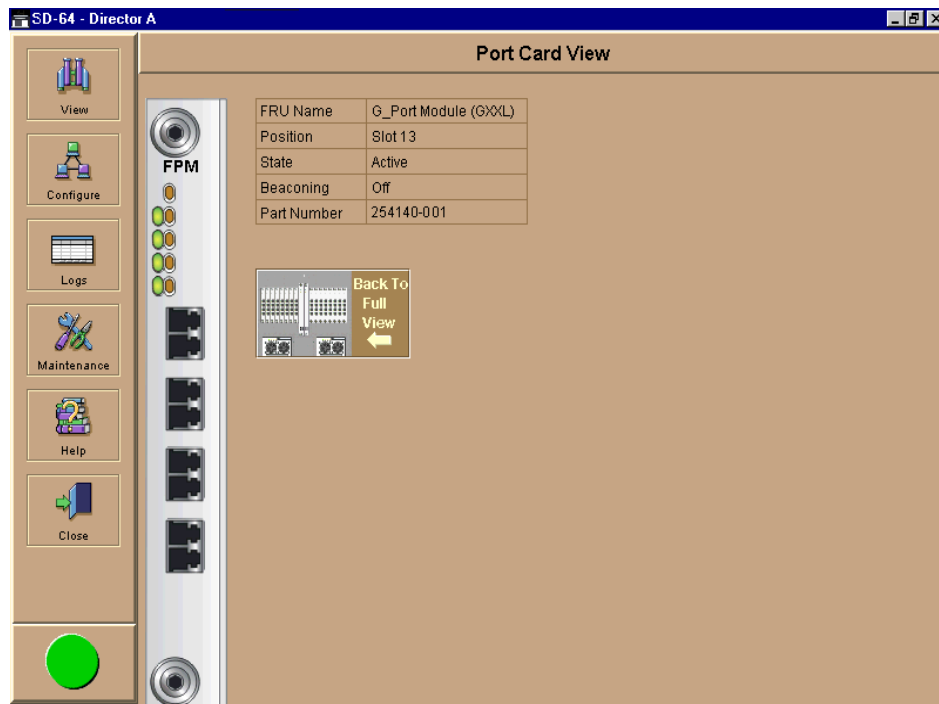 SD-64 - Director A
Port Card View
View
Configure
Logs
Maintenance
Help
Close
FPM
FRU Name G_Port Module (GXXL)
Position Slot 13
State Active
Beaconing Off
Part Number 254140-001
Back To
Full
View